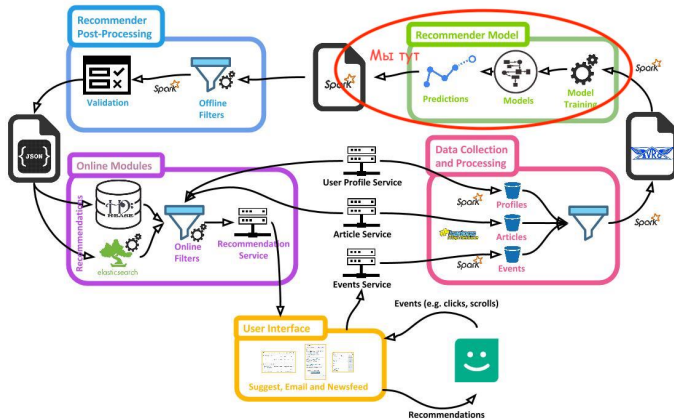 Recommender
Post-Processing
Validation
Spark
Offline
Filters
Spark
Мы тут
Recommender Model
Predictions
Models
Model
Training
Spark
{JSON}
Online Modules
Recommendations
elasticsearch
Online
Filters
Recommendation
Service
User Profile Service
Article Service
Events Service
Data Collection
and Processing
Spark
Profiles
Articles
Spark
Events
AVRO
Spark
User Interface
Suggest, Email and Newsfeed
Events (e.g. clicks, scrolls)
Recommendations